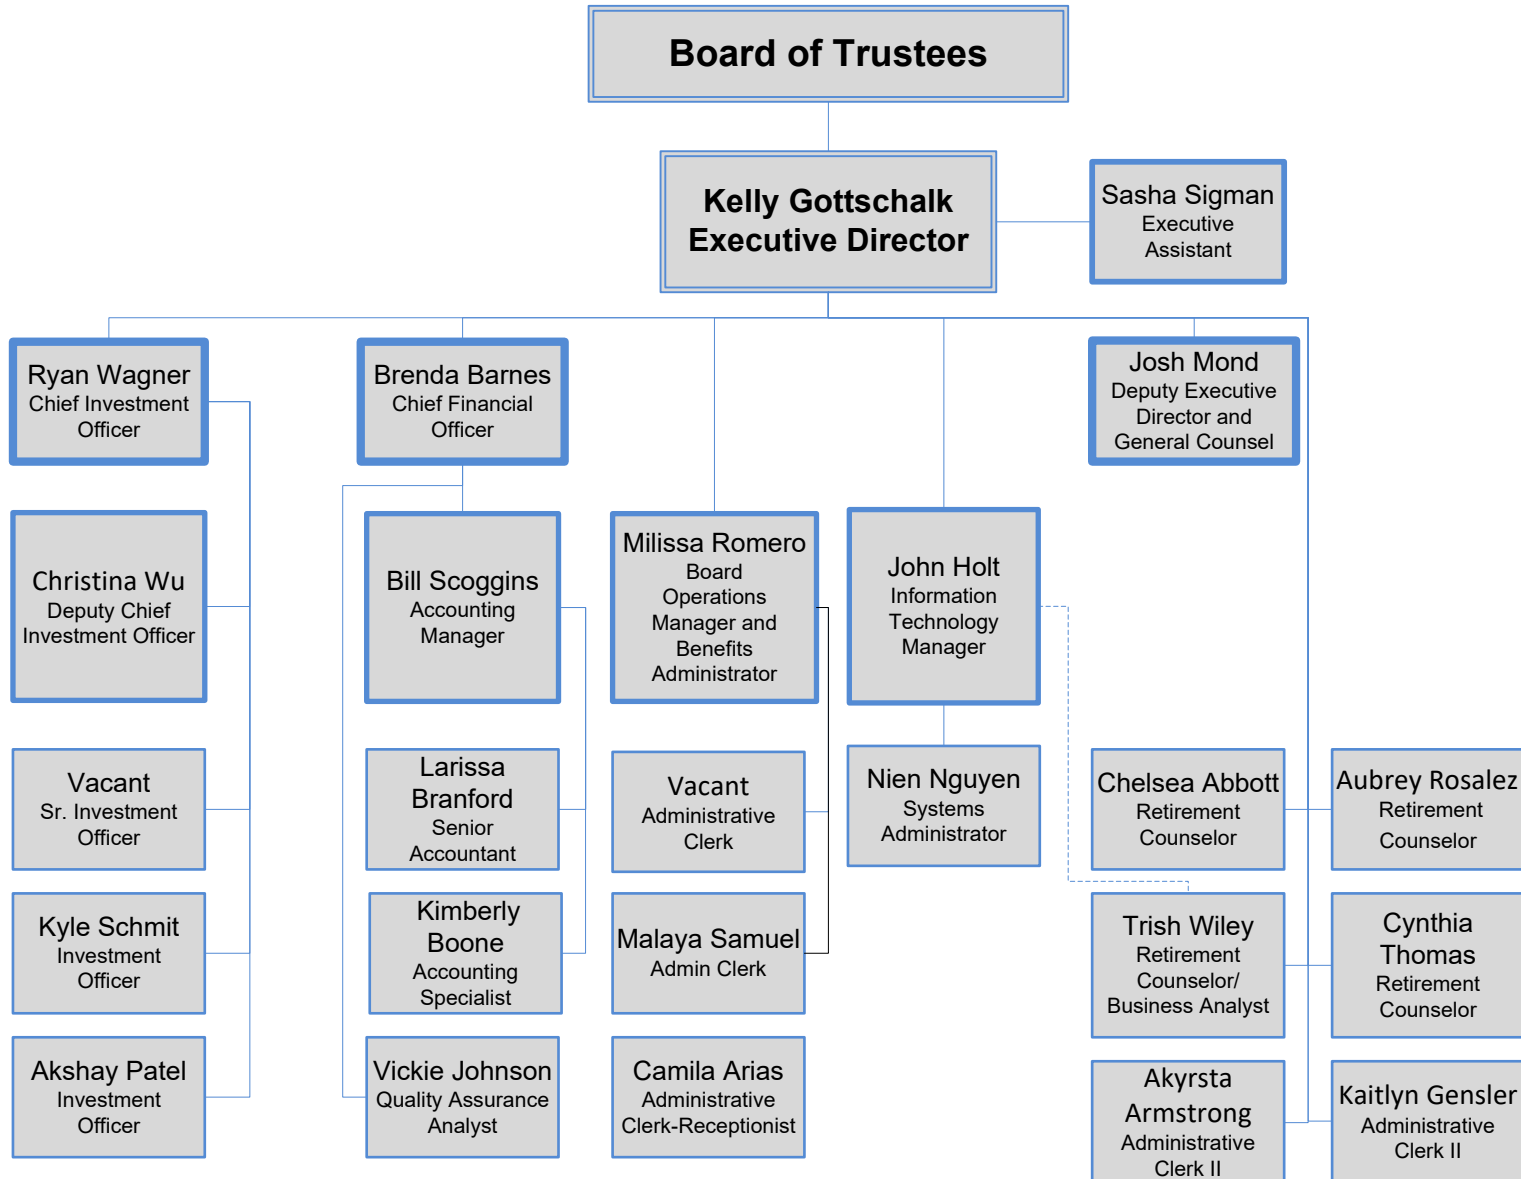 Board of Trustees
Kelly Gottschalk
Executive Director
Sasha Sigman
Executive
Assistant
Ryan Wagner
Chief Investment
Officer
Brenda Barnes
Chief Financial
Officer
Josh Mond
Deputy Executive
Director and
General Counsel
Christina Wu
Deputy Chief
Investment Officer
Bill Scoggins
Accounting
Manager
Milissa Romero
Board
Operations
Manager and
Benefits
Administrator
John Holt
Information
Technology
Manager
Vacant
Sr. Investment
Officer
Larissa
Branford
Senior
Accountant
Vacant
Administrative
Clerk
Nien Nguyen
Systems
Administrator
Chelsea Abbott
Retirement
Counselor
Aubrey Rosalez
Retirement
Counselor
Kyle Schmit
Investment
Officer
Kimberly
Boone
Accounting
Specialist
Malaya Samuel
Admin Clerk
Trish Wiley
Retirement
Counselor/
Business Analyst
Cynthia
Thomas
Retirement
Counselor
Akshay Patel
Investment
Officer
Vickie Johnson
Quality Assurance
Analyst
Camila Arias
Administrative
Clerk-Receptionist
Akyrsta
Armstrong
Administrative
Clerk II
Kaitlyn Gensler
Administrative
Clerk II